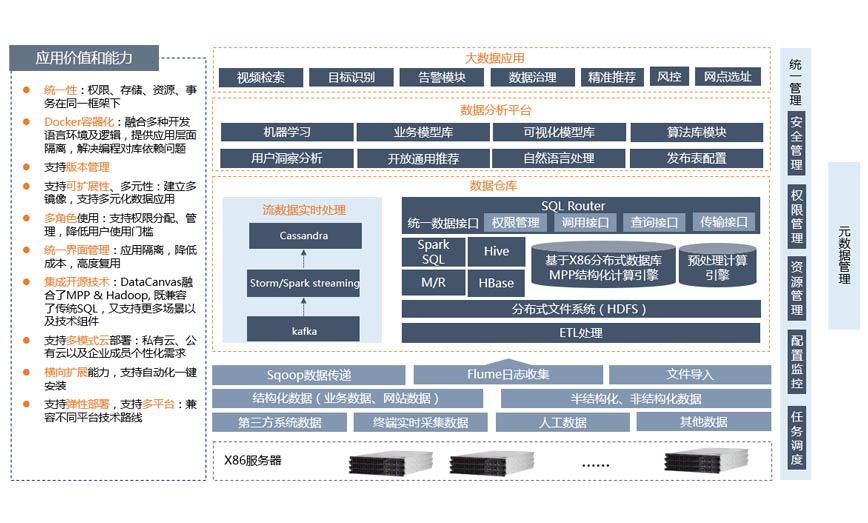 应用价值和能力
统一性：权限、存储、资源、事
务在同一框架下
Docker容器化：融合多种开发
语言环境及逻辑，提供应用层面
隔离，解决编程对库依赖问题
支持版本管理
支持可扩展性、多元性：建立多
镜像，支持多元化数据应用
多角色使用：支持权限分配、管
理，降低用户使用门槛
统一界面管理：应用隔离，降低
成本，高度复用
集成开源技术：DataCanvas融
合了MPP & Hadoop, 既兼容
了传统SQL，又支持更多场景以
及技术组件
支持多模式云部署：私有云、公
有云以及企业成员个性化需求
横向扩展能力，支持自动化一键
安装
支持弹性部署，支持多平台：兼
容不同平台技术路线
大数据应用
视频检索
目标识别
告警模块
数据治理
精准推荐
风控
网点选址
数据分析平台
机器学习
业务模型库
可视化模型库
算法库模块
用户洞察分析
开放通用推荐
自然语言处理
发布表配置
数据仓库
流数据实时处理
Cassandra
Storm/Spark streaming
kafka
SQL Router
统一数据接口
权限管理
调用接口
查询接口
传输接口
Spark
SQL
Hive
M/R
HBase
基于X86分布式数据库
MPP结构化计算引擎
预处理计算
引擎
分布式文件系统（HDFS）
ETL处理
Sqoop数据传递
Flume日志收集
文件导入
结构化数据（业务数据、网站数据）
半结构化、非结构化数据
第三方系统数据
终端实时采集数据
人工数据
其他数据
X86服务器
......
统一管理
安全管理
权限管理
资源管理
配置监控
任务调度
元数据管理